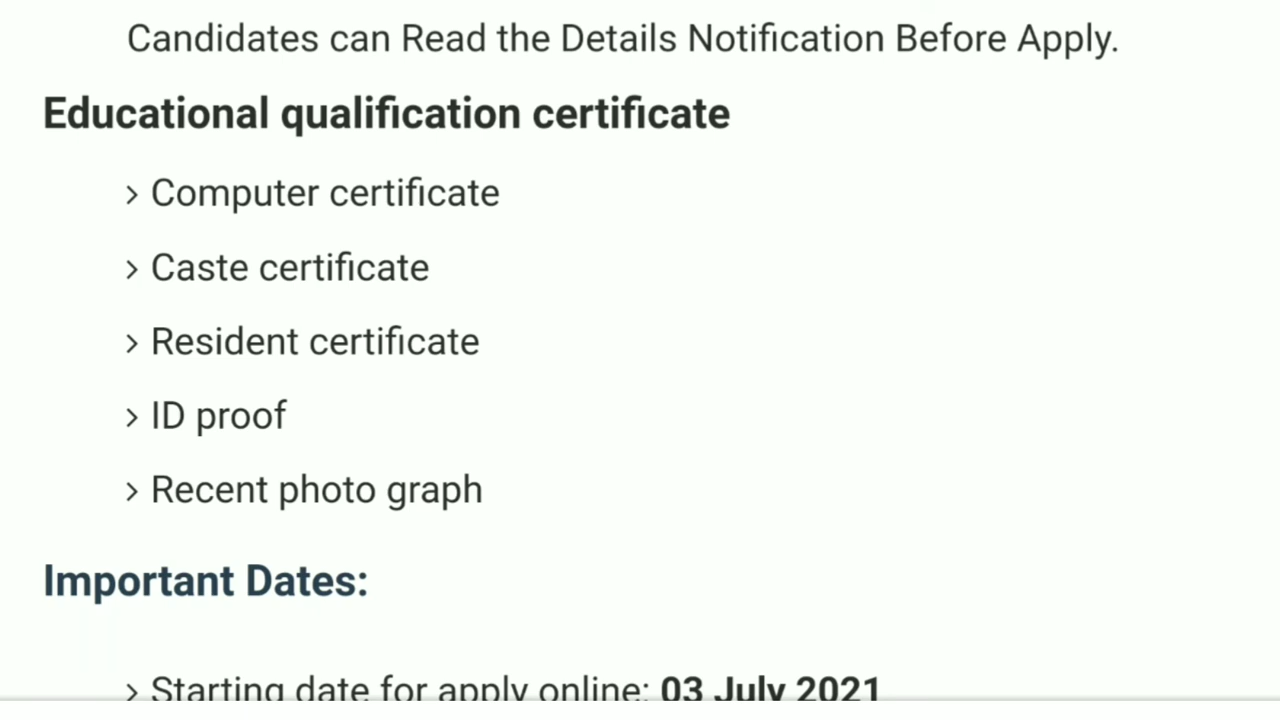 Candidates can Read the Details Notification Before Apply.
Educational qualification certificate
> Computer certificate
> Caste certificate
> Resident certificate
> ID proof
> Recent photo graph
Important Dates:
> Starting date for apply online: 03 July 2021